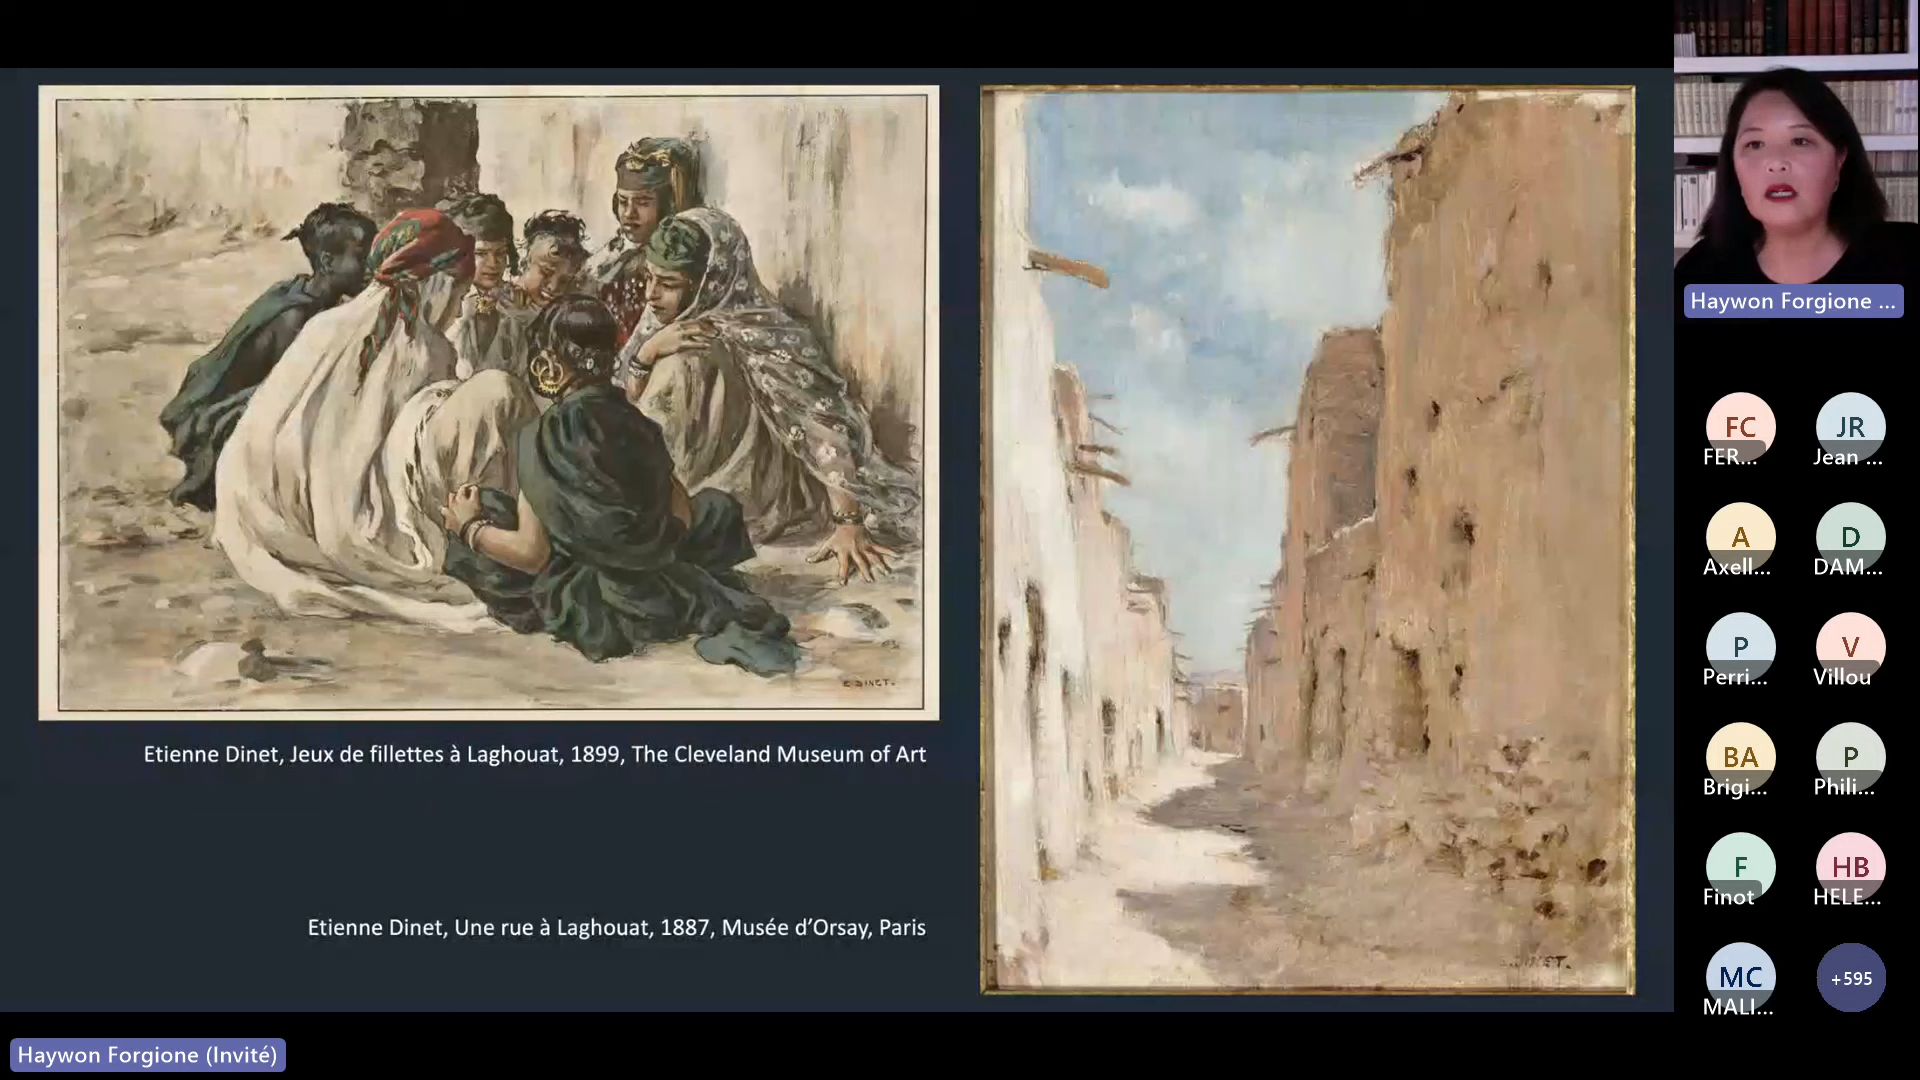 E. DINET.
Etienne Dinet, Jeux de fillettes à Laghouat, 1899, The Cleveland Museum of Art
Etienne Dinet, Une rue à Laghouat, 1887, Musée d’Orsay, Paris
E. DINET.
Haywon Forgione ...
FC
FER...
JR
Jean ...
A
Axell...
D
DAM...
P
Perri...
V
Villou
BA
Brigi...
P
Phili...
F
Finot
HB
HELE...
MC
MALI...
+595
Haywon Forgione (Invité)